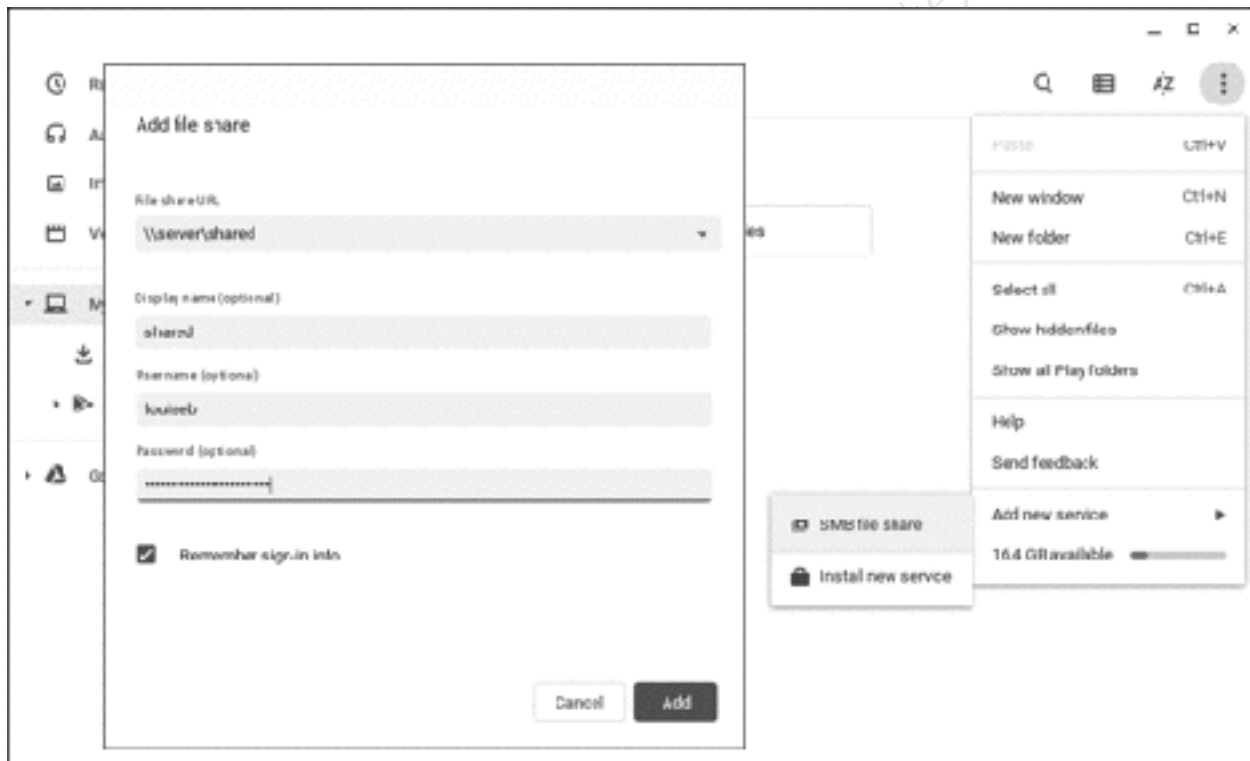 Add file share
File share URL
\\server\shared
Display name (optional)
shared
Username (optional)
Password (optional)
Remember sign-in info
Cancel
Add
Paste Ctrl+V
New window Ctrl+N
New folder Ctrl+E
Select all Ctrl+A
Show hidden files
Show all Play folders
Help
Send feedback
Add new service
16.4 GB available
SMB file share
Install new service